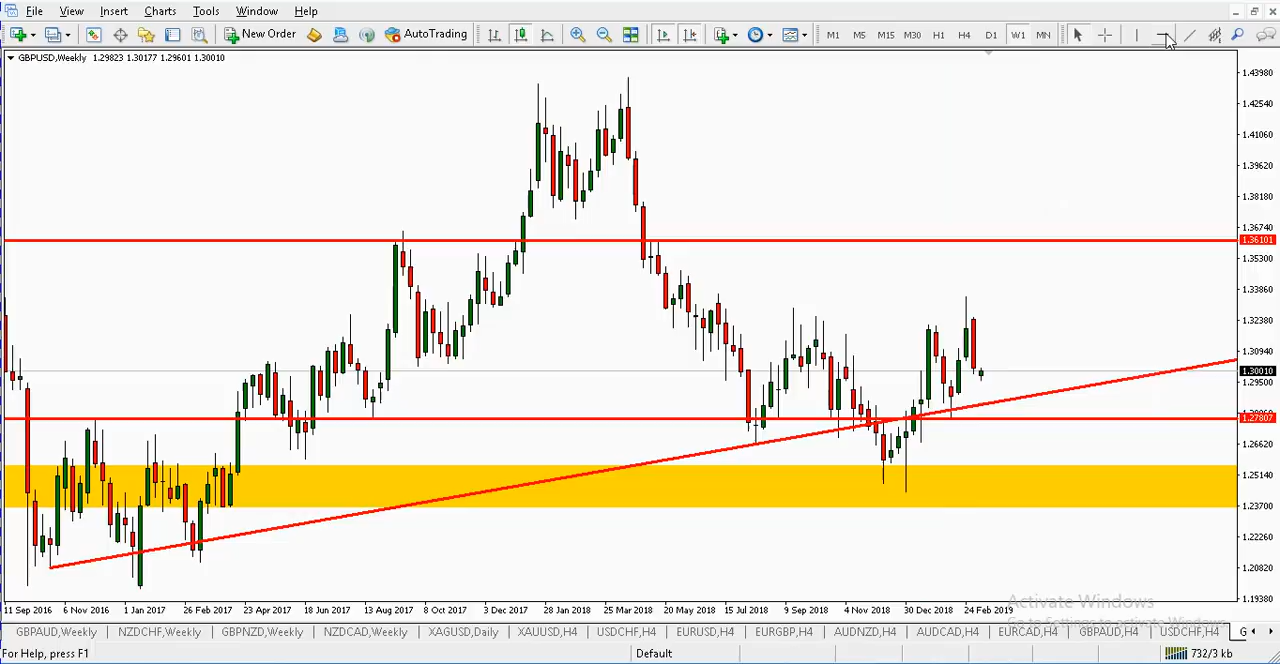 File View Insert Charts Tools Window Help
New Order AutoTrading M1 M5 M15 M30 H1 H4 D1 W1 MN
GBPUSD,Weekly 1.29823 1.30177 1.29601 1.30010
1.43980
1.42540
1.41060
1.39620
1.38180
1.36740
1.36101
1.35300
1.33860
1.32380
1.30940
1.30010
1.29500
1.27807
1.26620
1.25140
1.23700
1.22260
1.20820
1.19380
11 Sep 2016 6 Nov 2016 1 Jan 2017 26 Feb 2017 23 Apr 2017 18 Jun 2017 13 Aug 2017 8 Oct 2017 3 Dec 2017 28 Jan 2018 25 Mar 2018 20 May 2018 15 Jul 2018 9 Sep 2018 4 Nov 2018 30 Dec 2018 24 Feb 2019
Activate Windows
Go to Settings to activate Windows.
GBPAUD,Weekly NZDCHF,Weekly GBPNZD,Weekly NZDCAD,Weekly XAGUSD,Daily XAUUSD,H4 USDCHF,H4 EURUSD,H4 EURGBP,H4 AUDNZD,H4 AUDCAD,H4 EURCAD,H4 GBPAUD,H4 USDCHF,H4 G
For Help, press F1 Default 732/3 kb